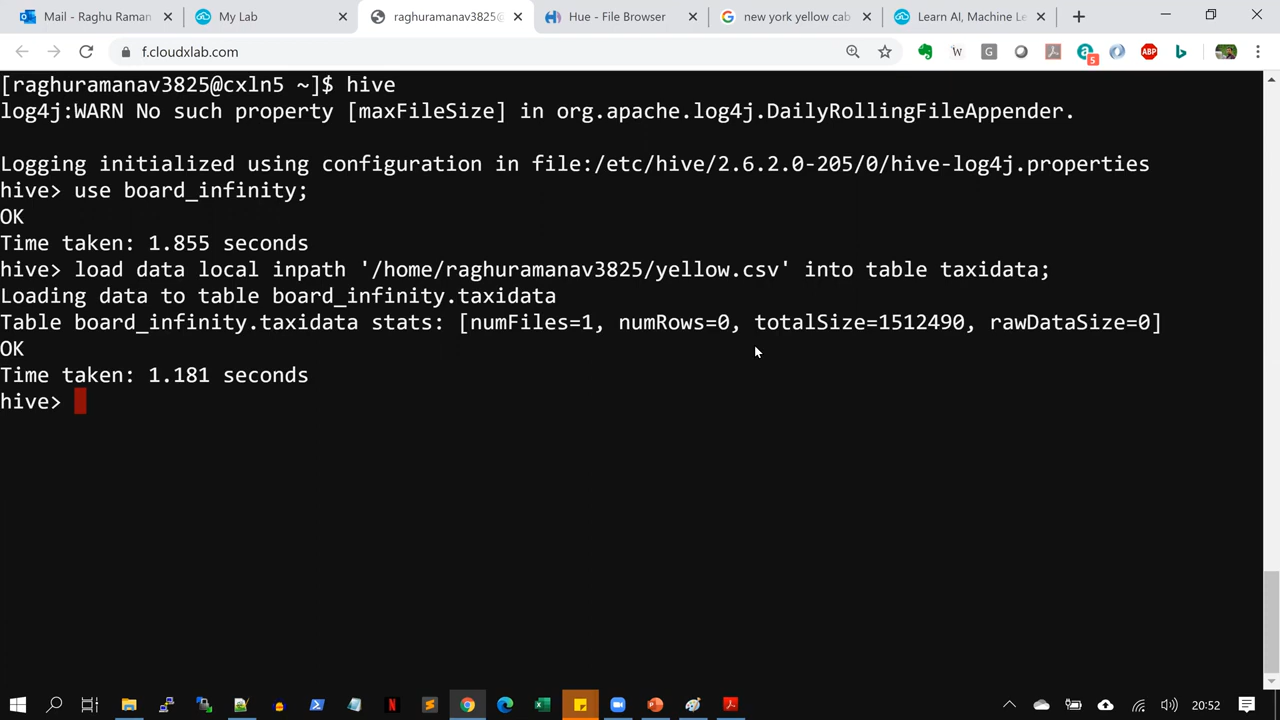 Mail - Raghu Raman
My Lab
raghuramanav3825@
Hue - File Browser
new york yellow cab
Learn AI, Machine Le
f.cloudxlab.com
5
ABP
[raghuramanav3825@cxln5 ~]$ hive
log4j:WARN No such property [maxFileSize] in org.apache.log4j.DailyRollingFileAppender.
Logging initialized using configuration in file:/etc/hive/2.6.2.0-205/0/hive-log4j.properties
hive> use board_infinity;
OK
Time taken: 1.855 seconds
hive> load data local inpath '/home/raghuramanav3825/yellow.csv' into table taxidata;
Loading data to table board_infinity.taxidata
Table board_infinity.taxidata stats: [numFiles=1, numRows=0, totalSize=1512490, rawDataSize=0]
OK
Time taken: 1.181 seconds
hive>
20:52